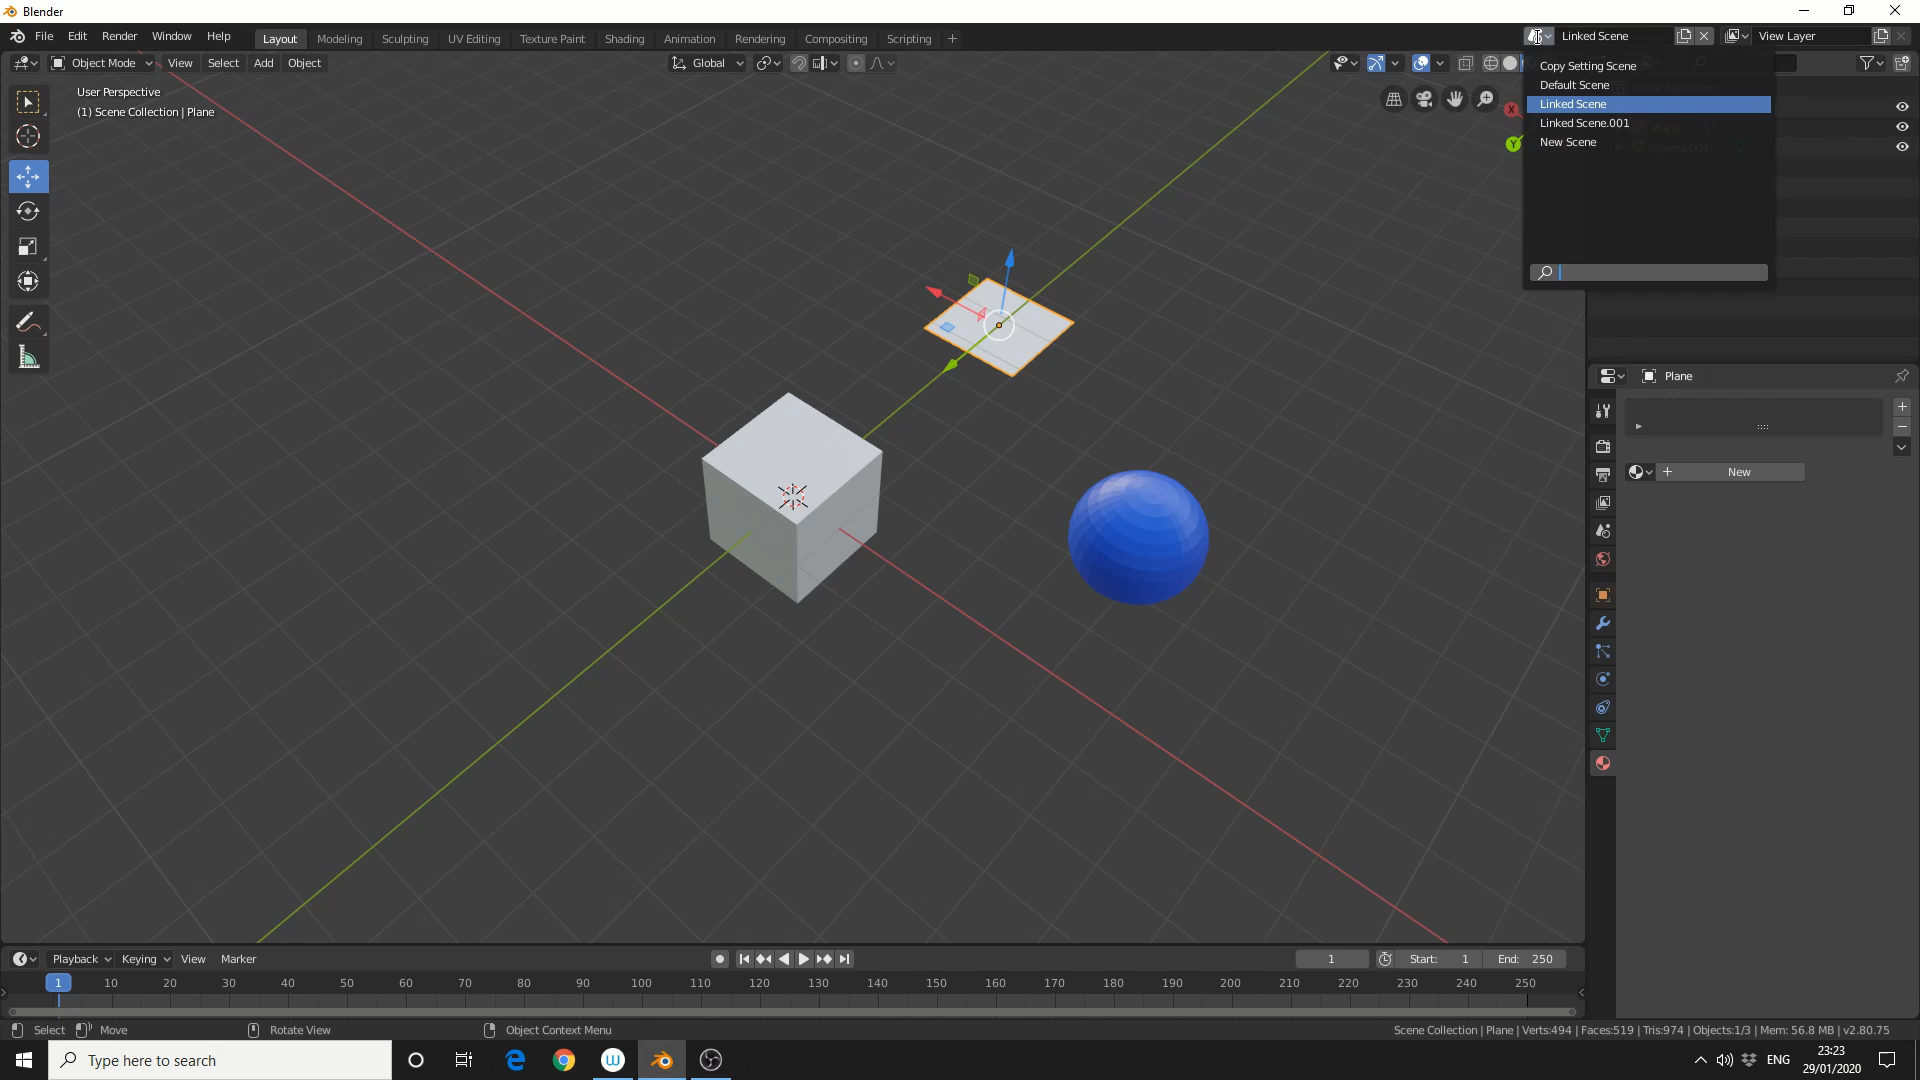 Blender
File Edit Render Window Help
Layout Modeling Sculpting UV Editing Texture Paint Shading Animation Rendering Compositing Scripting
Linked Scene View Layer
Object Mode View Select Add Object Global
User Perspective
(1) Scene Collection | Plane
Copy Setting Scene
Default Scene
Linked Scene
Linked Scene.001
New Scene
X
Y
Plane
New
Playback Keying View Marker
1 Start: 1 End: 250
1 10 20 30 40 50 60 70 80 90 100 110 120 130 140 150 160 170 180 190 200 210 220 230 240 250
Select Move Rotate View Object Context Menu
Scene Collection | Plane | Verts:494 | Faces:519 | Tris:974 | Objects:1/3 | Mem: 56.8 MB | v2.80.75
Type here to search
ENG
23:23
29/01/2020